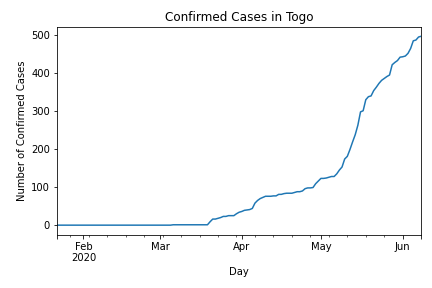 Confirmed Cases in Togo
Number of Confirmed Cases
500
400
300
200
100
0
Feb Mar Apr May Jun
2020
Day